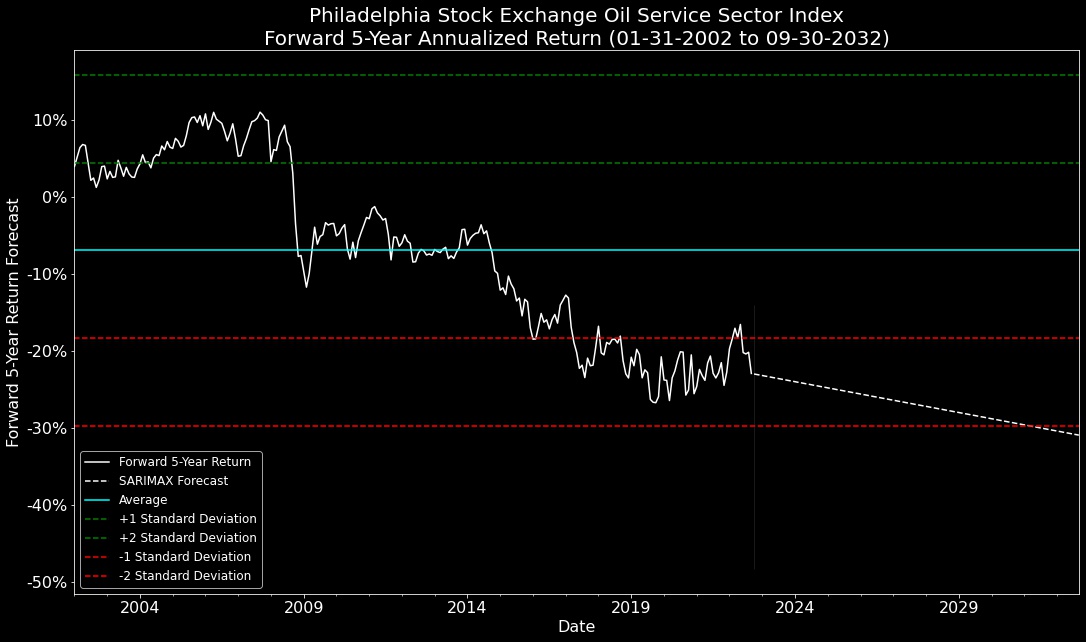 Philadelphia Stock Exchange Oil Service Sector Index
Forward 5-Year Annualized Return (01-31-2002 to 09-30-2032)
Forward 5-Year Return Forecast
10%
0%
-10%
-20%
-30%
-40%
-50%
Forward 5-Year Return
SARIMAX Forecast
Average
+1 Standard Deviation
+2 Standard Deviation
-1 Standard Deviation
-2 Standard Deviation
2004 2009 2014 2019 2024 2029
Date